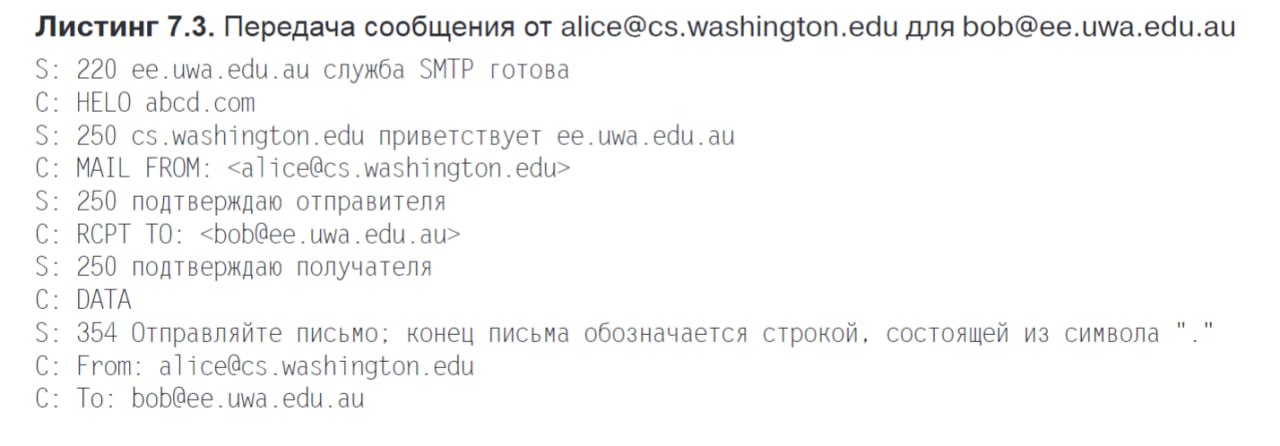 Листинг 7.3. Передача сообщения от alice@cs.washington.edu для bob@ee.uwa.edu.au
S: 220 ee.uwa.edu.au служба SMTP готова
C: HELO abcd.com
S: 250 cs.washington.edu приветствует ee.uwa.edu.au
C: MAIL FROM: <alice@cs.washington.edu>
S: 250 подтверждаю отправителя
C: RCPT TO: <bob@ee.uwa.edu.au>
S: 250 подтверждаю получателя
C: DATA
S: 354 Отправляйте письмо; конец письма обозначается строкой, состоящей из символа "."
C: From: alice@cs.washington.edu
C: To: bob@ee.uwa.edu.au